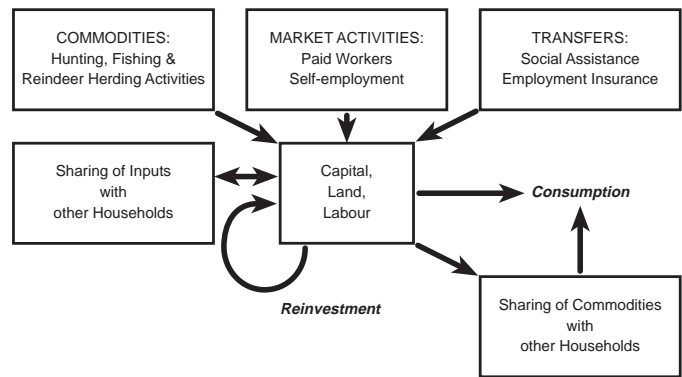 COMMODITIES:
Hunting, Fishing &
Reindeer Herding Activities
MARKET ACTIVITIES:
Paid Workers
Self-employment
TRANSFERS:
Social Assistance
Employment Insurance
Sharing of Inputs
with
other Households
Capital,
Land,
Labour
Consumption
Reinvestment
Sharing of Commodities
with
other Households